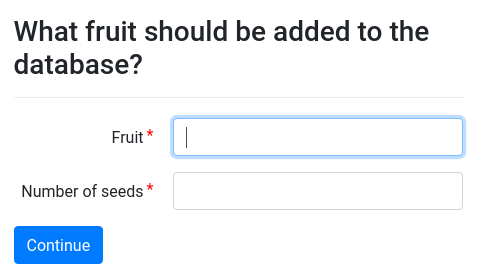 What fruit should be added to the
database?
Fruit *
Number of seeds *
Continue